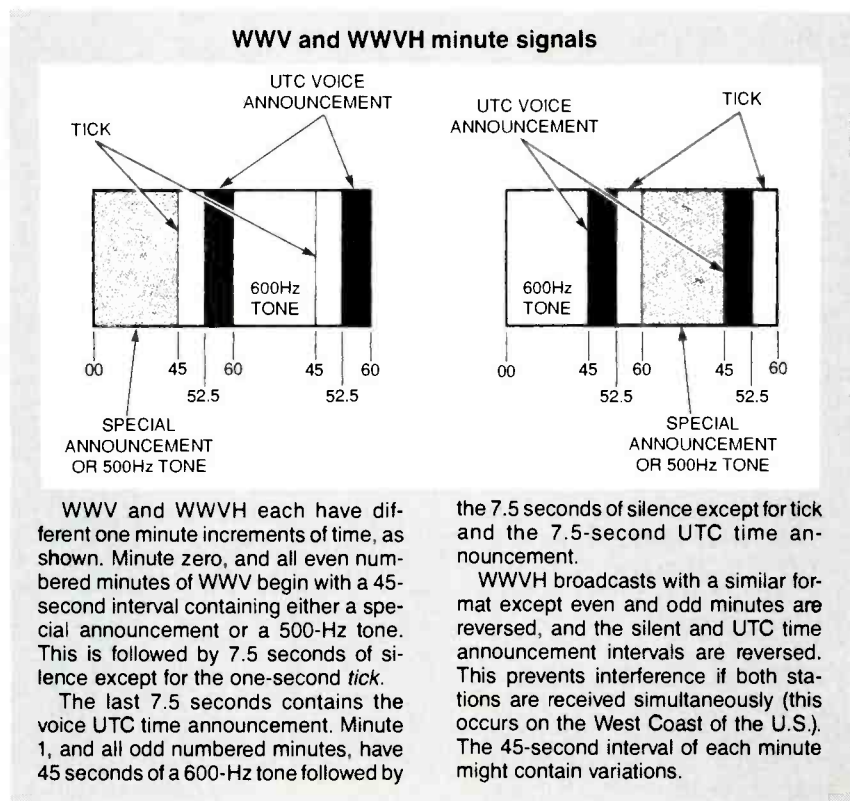 WWV and WWVH minute signals
UTC VOICE
ANNOUNCEMENT
TICK
600Hz
TONE
00
45
60
45
60
52.5
52.5
SPECIAL
ANNOUNCEMENT
OR 500Hz TONE
UTC VOICE
ANNOUNCEMENT
TICK
600Hz
TONE
00
45
60
45
60
52.5
52.5
SPECIAL
ANNOUNCEMENT
OR 500Hz TONE
WWV and WWVH each have dif-
ferent one minute increments of time, as
shown. Minute zero, and all even num-
bered minutes of WWV begin with a 45-
second interval containing either a spe-
cial announcement or a 500-Hz tone.
This is followed by 7.5 seconds of si-
lence except for the one-second tick.
The last 7.5 seconds contains the
voice UTC time announcement. Minute
1, and all odd numbered minutes, have
45 seconds of a 600-Hz tone followed by
the 7.5 seconds of silence except for tick
and the 7.5-second UTC time an-
nouncement.
WWVH broadcasts with a similar for-
mat except even and odd minutes are
reversed, and the silent and UTC time
announcement intervals are reversed.
This prevents interference if both sta-
tions are received simultaneously (this
occurs on the West Coast of the U.S.).
The 45-second interval of each minute
might contain variations.